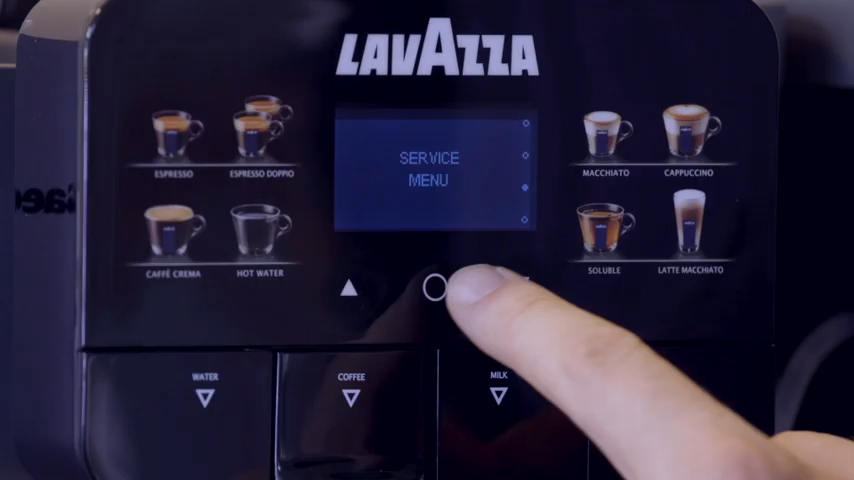 LAVAZZA
SERVICE
MENU
ESPRESSO
ESPRESSO DOPPIO
MACCHIATO
CAPPUCCINO
CAFFÈ CREMA
HOT WATER
SOLUBLE
LATTE MACCHIATO
WATER
COFFEE
MILK